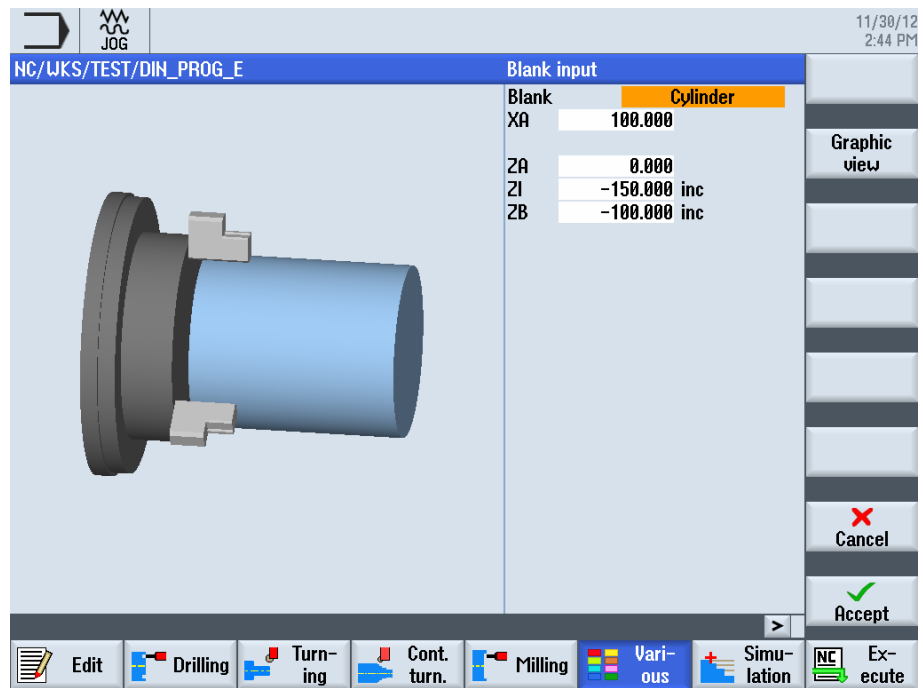 JOG
11/30/12
2:44 PM
NC/WKS/TEST/DIN_PROG_E
Blank input
Blank Cylinder
XA 100.000
ZA 0.000
ZI -150.000 inc
ZB -100.000 inc
Graphic
view
Cancel
Accept
>
Edit
Drilling
Turn-
ing
Cont.
turn.
Milling
Vari-
ous
Simu-
lation
NC
Ex-
ecute